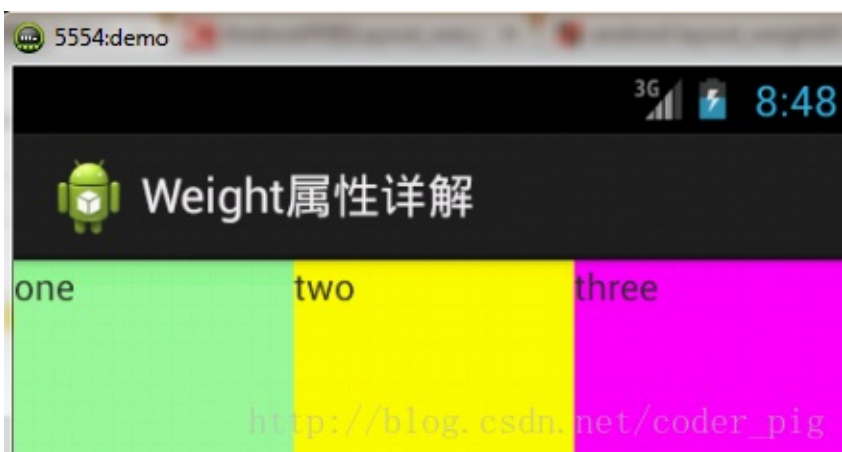 5554:demo
3G 8:48
Weight属性详解
one two three
http://blog.csdn.net/coder_pig